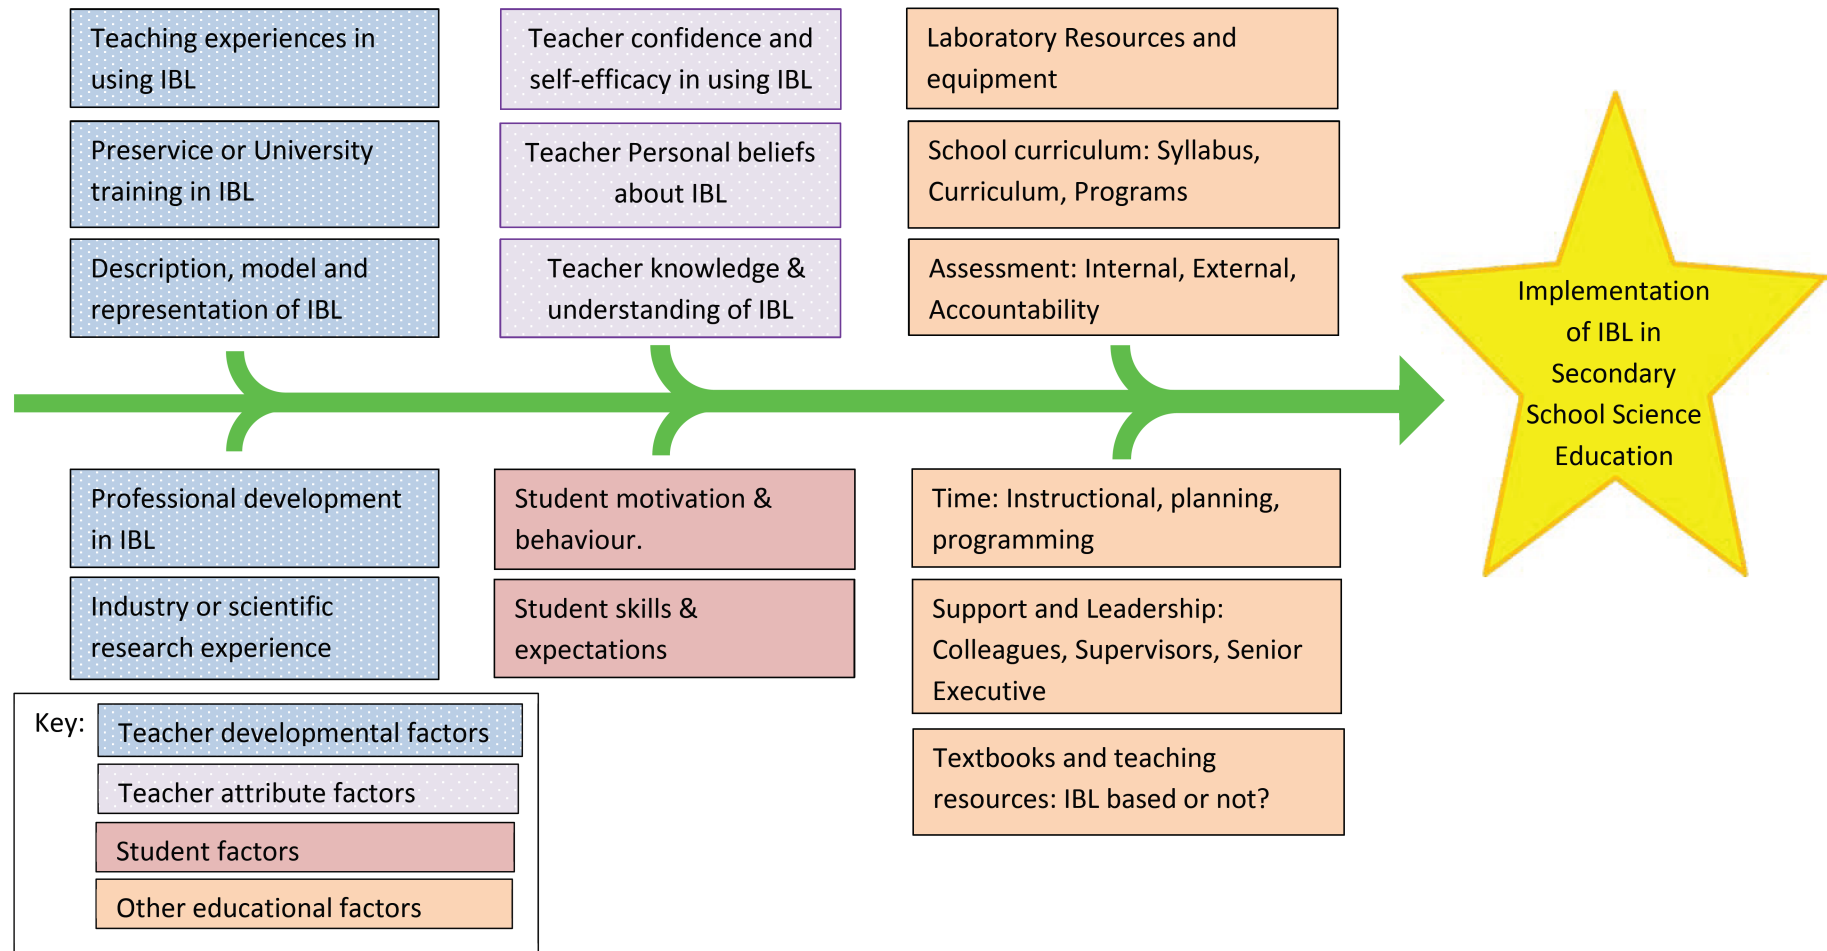 Teaching experiences in
using IBL
Preservice or University
training in IBL
Description, model and
representation of IBL
Teacher confidence and
self-efficacy in using IBL
Teacher Personal beliefs
about IBL
Teacher knowledge &
understanding of IBL
Laboratory Resources and
equipment
School curriculum: Syllabus,
Curriculum, Programs
Assessment: Internal, External,
Accountability
Implementation
of IBL in
Secondary
School Science
Education
Professional development
in IBL
Industry or scientific
research experience
Student motivation &
behaviour.
Student skills &
expectations
Time: Instructional, planning,
programming
Support and Leadership:
Colleagues, Supervisors, Senior
Executive
Textbooks and teaching
resources: IBL based or not?
Key:
Teacher developmental factors
Teacher attribute factors
Student factors
Other educational factors